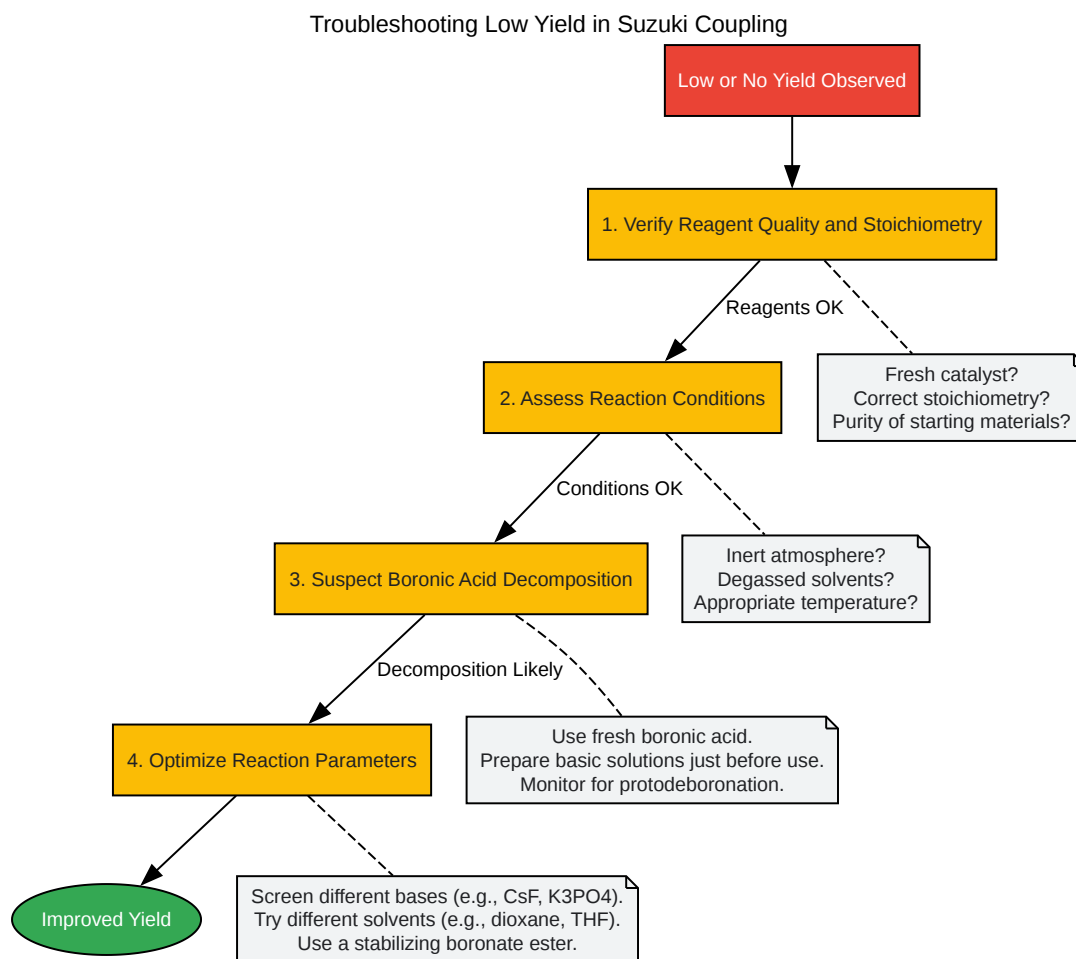 Troubleshooting Low Yield in Suzuki Coupling
Low or No Yield Observed
1. Verify Reagent Quality and Stoichiometry
Reagents OK
Fresh catalyst?
Correct stoichiometry?
Purity of starting materials?
2. Assess Reaction Conditions
Conditions OK
Inert atmosphere?
Degassed solvents?
Appropriate temperature?
3. Suspect Boronic Acid Decomposition
Decomposition Likely
Use fresh boronic acid.
Prepare basic solutions just before use.
Monitor for protodeboronation.
4. Optimize Reaction Parameters
Screen different bases (e.g., CsF, K3PO4).
Try different solvents (e.g., dioxane, THF).
Use a stabilizing boronate ester.
Improved Yield